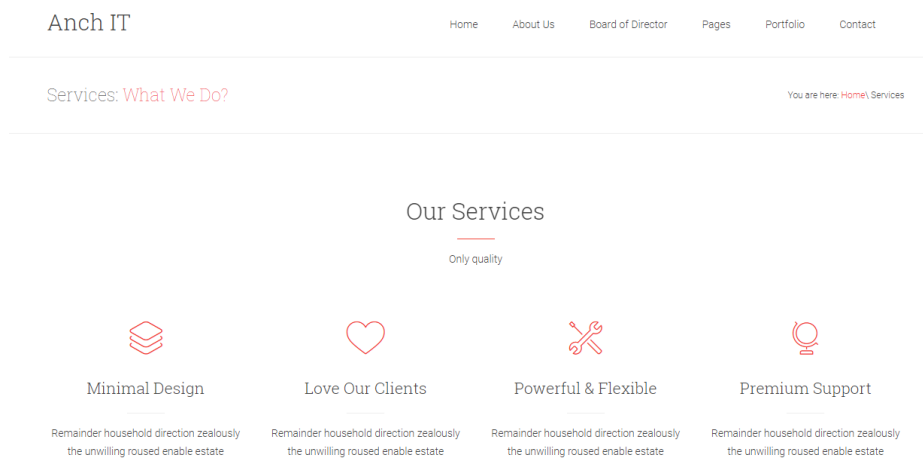 Anch IT
Home About Us Board of Director Pages Portfolio Contact
Services: What We Do?
You are here: Home\ Services
Our Services
Only quality
Minimal Design Love Our Clients Powerful & Flexible Premium Support
Remainder household direction zealously Remainder household direction zealously Remainder household direction zealously Remainder household direction zealously
the unwilling roused enable estate the unwilling roused enable estate the unwilling roused enable estate the unwilling roused enable estate